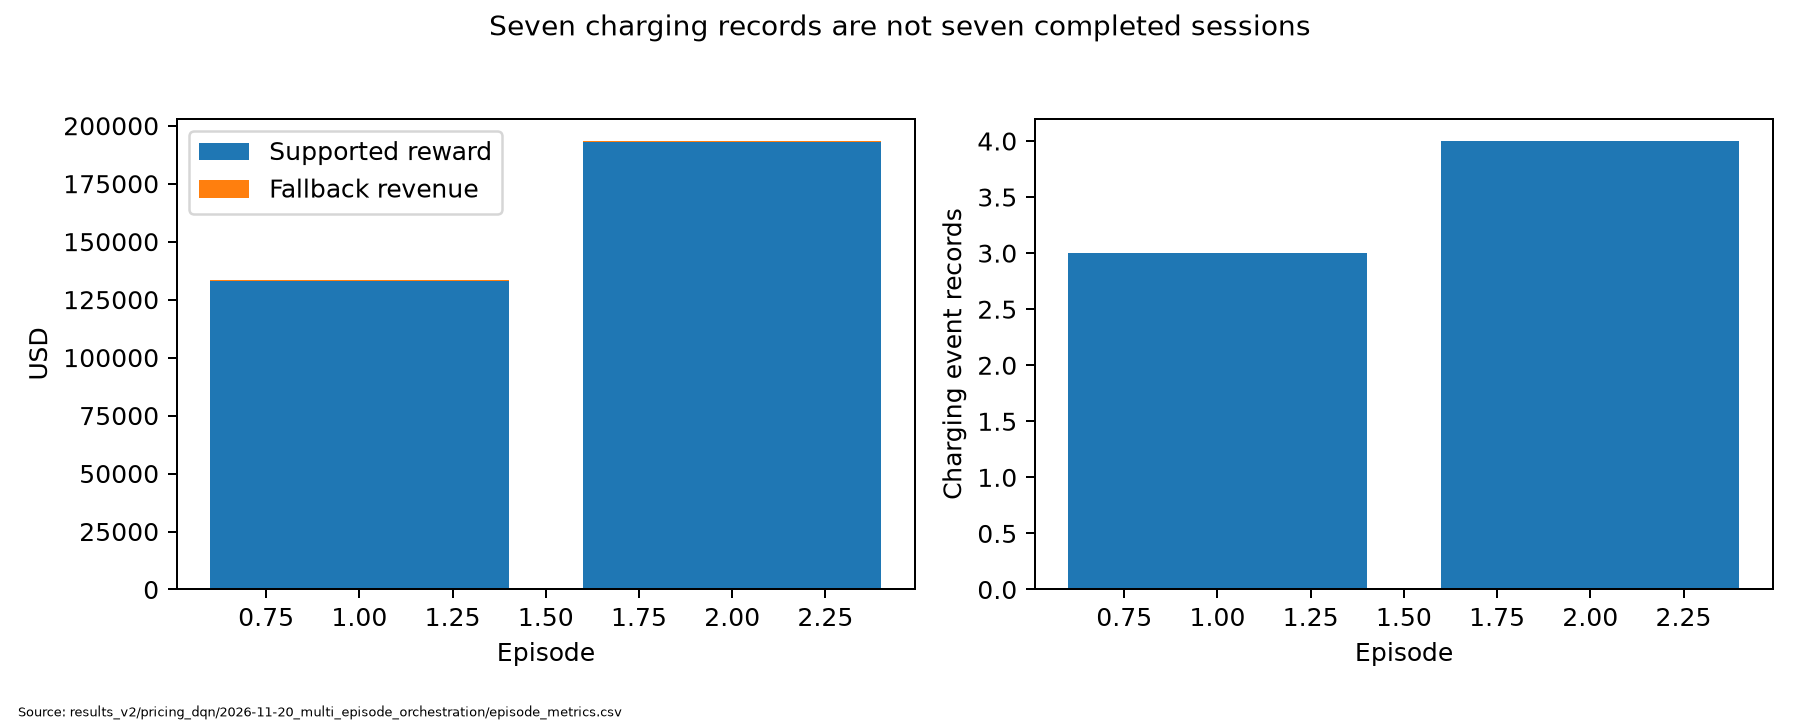 Seven charging records are not seven completed sessions
200000
175000
150000
125000
100000
75000
50000
25000
0
USD
Supported reward
Fallback revenue
0.75 1.00 1.25 1.50 1.75 2.00 2.25
Episode
4.0
3.5
3.0
2.5
2.0
1.5
1.0
0.5
0.0
Charging event records
0.75 1.00 1.25 1.50 1.75 2.00 2.25
Episode
Source: results_v2/pricing_dqn/2026-11-20_multi_episode_orchestration/episode_metrics.csv